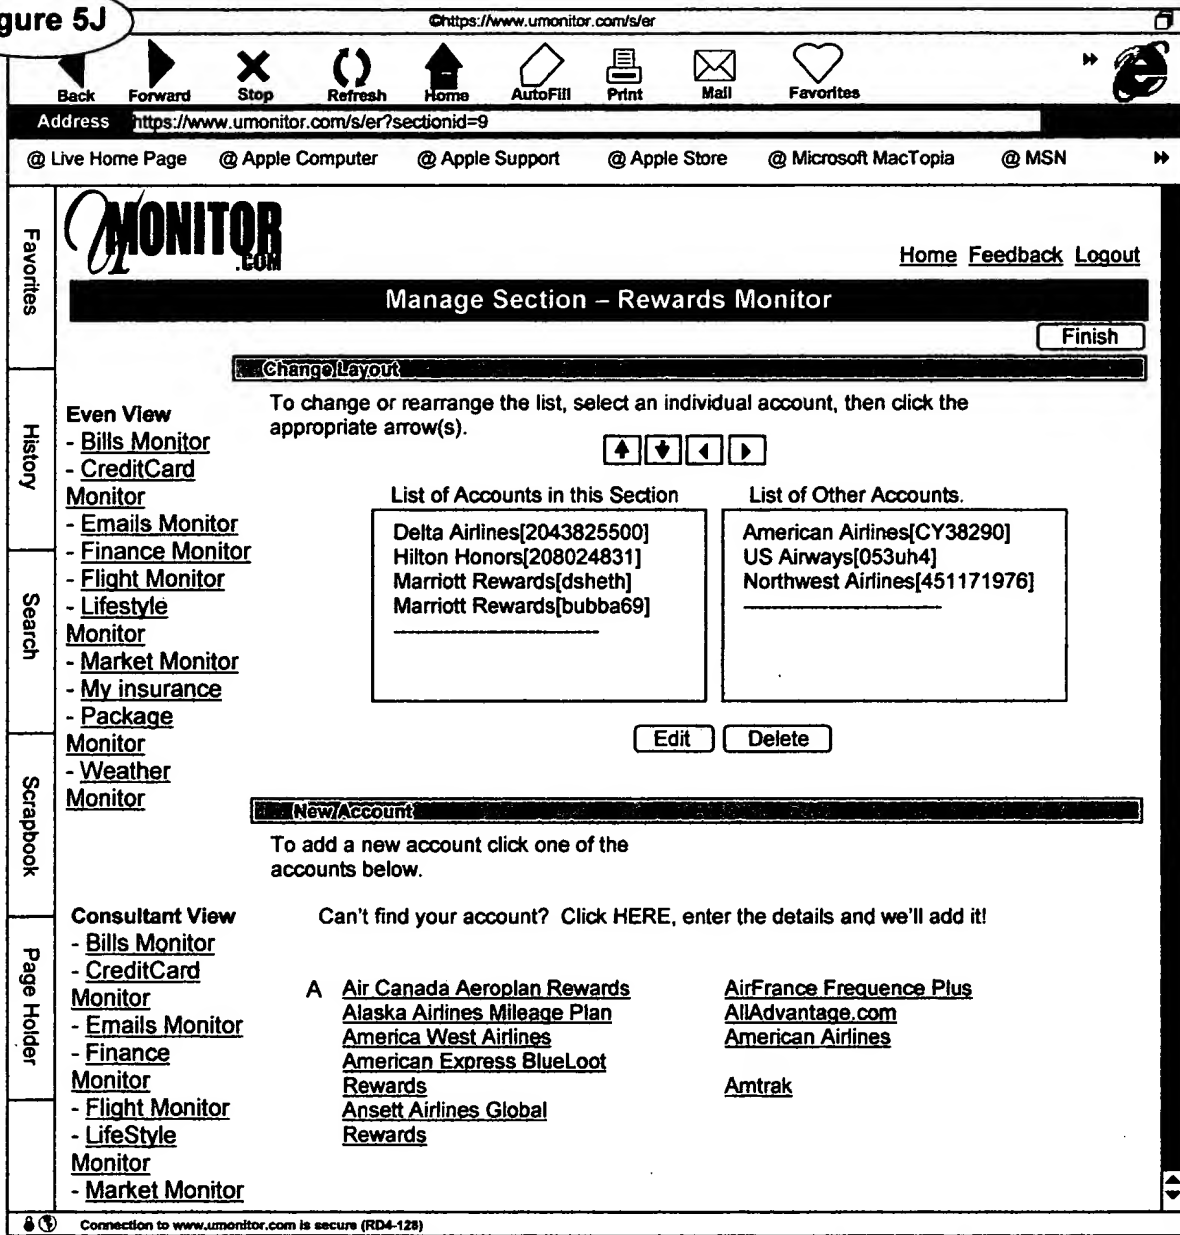 gure 5J
©https://www.umonitor.com/s/er
Back Forward Stop Refresh Home AutoFill Print Mail Favorites
Address https://www.umonitor.com/s/er?sectionid=9
@ Live Home Page @ Apple Computer @ Apple Support @ Apple Store @ Microsoft MacTopia @ MSN
Favorites
History
Search
Scrapbook
Page Holder
UMONITOR
.COM
Home Feedback Logout
Manage Section – Rewards Monitor
Finish
Change Layout
To change or rearrange the list, select an individual account, then click the
appropriate arrow(s).
Even View
- Bills Monitor
- CreditCard
Monitor
- Emails Monitor
- Finance Monitor
- Flight Monitor
- Lifestyle
Monitor
- Market Monitor
- My insurance
- Package
Monitor
- Weather
Monitor
List of Accounts in this Section
Delta Airlines[2043825500]
Hilton Honors[208024831]
Marriott Rewards[dsheth]
Marriott Rewards[bubba69]
List of Other Accounts.
American Airlines[CY38290]
US Airways[053uh4]
Northwest Airlines[451171976]
Edit Delete
New Account
To add a new account click one of the
accounts below.
Can't find your account? Click HERE, enter the details and we'll add it!
Consultant View
- Bills Monitor
- CreditCard
Monitor
- Emails Monitor
- Finance
Monitor
- Flight Monitor
- LifeStyle
Monitor
- Market Monitor
A Air Canada Aeroplan Rewards
Alaska Airlines Mileage Plan
America West Airlines
American Express BlueLoot
Rewards
Ansett Airlines Global
Rewards
AirFrance Frequence Plus
AllAdvantage.com
American Airlines
Amtrak
Connection to www.umonitor.com is secure (RD4-128)